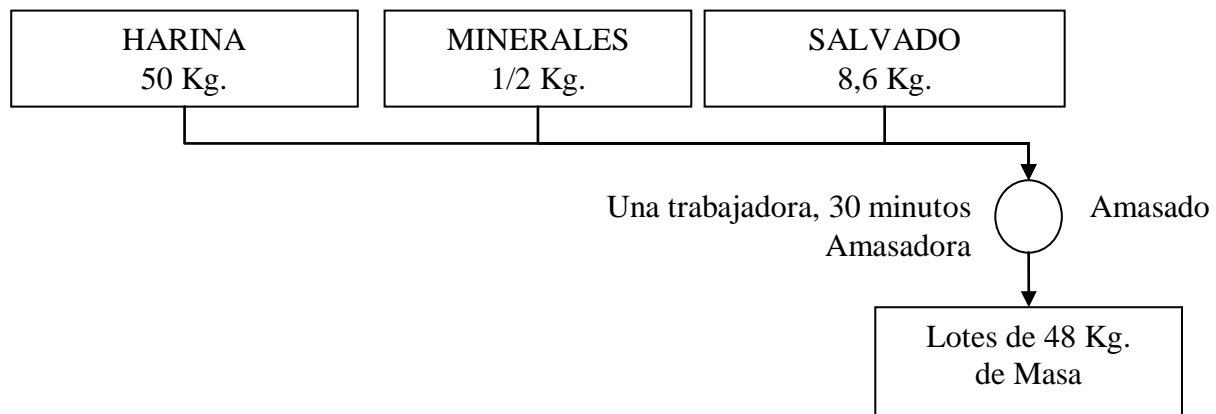 HARINA
50 Kg.
MINERALES
1/2 Kg.
SALVADO
8,6 Kg.
Una trabajadora, 30 minutos
Amasadora
Amasado
Lotes de 48 Kg.
de Masa